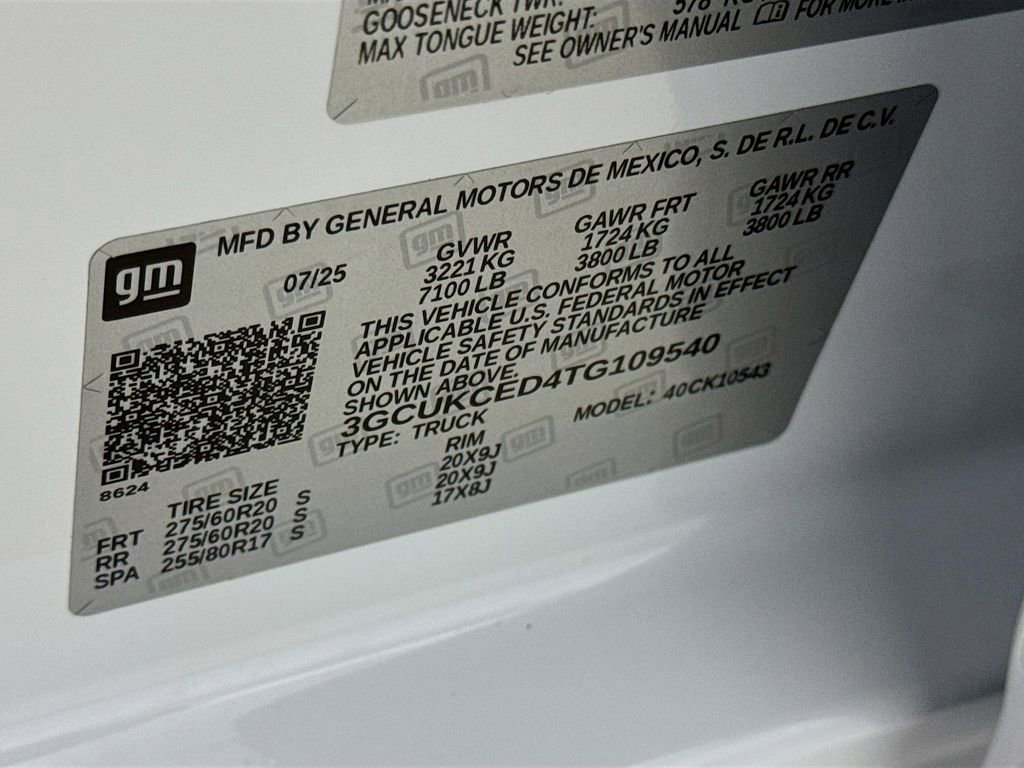 GOOSENECK TWR:
MAX TONGUE WEIGHT:
SEE OWNER'S MANUAL FOR MORE
gm
MFD BY GENERAL MOTORS DE MEXICO, S. DE R.L. DE C.V.
07/25
GVWR GAWR FRT GAWR RR
3221 KG 1724 KG 1724 KG
7100 LB 3800 LB 3800 LB
THIS VEHICLE CONFORMS TO ALL
APPLICABLE U.S. FEDERAL MOTOR
VEHICLE SAFETY STANDARDS IN EFFECT
ON THE DATE OF MANUFACTURE
SHOWN ABOVE.
3GCUKCED4TG109540
TYPE: TRUCK MODEL: 40CK10543
8624
TIRE SIZE RIM
FRT 275/60R20 S 20X9J
RR 275/60R20 S 20X9J
SPA 255/80R17 S 17X8J